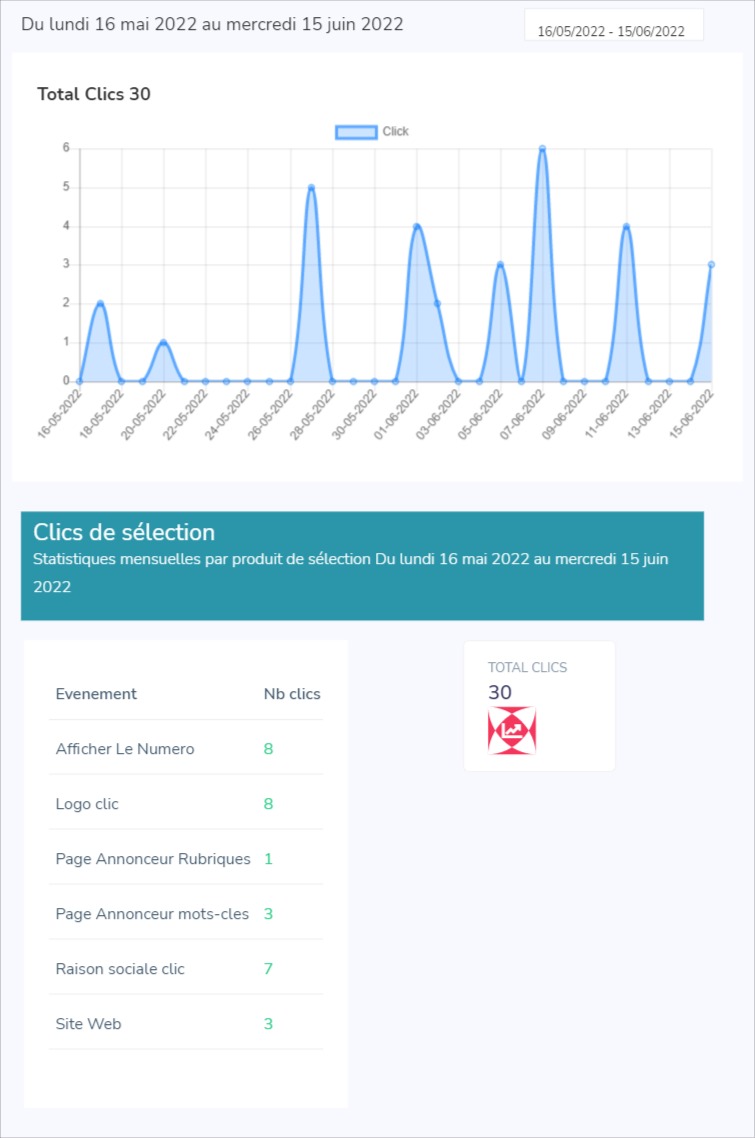 Du lundi 16 mai 2022 au mercredi 15 juin 2022
16/05/2022 - 15/06/2022
Total Clics 30
Click
6
5
4
3
2
1
0
16-05-2022
18-05-2022
20-05-2022
22-05-2022
24-05-2022
26-05-2022
28-05-2022
30-05-2022
01-06-2022
03-06-2022
05-06-2022
07-06-2022
09-06-2022
11-06-2022
13-06-2022
15-06-2022
Clics de sélection
Statistiques mensuelles par produit de sélection Du lundi 16 mai 2022 au mercredi 15 juin
2022
Evenement Nb clics
Afficher Le Numero 8
Logo clic 8
Page Annonceur Rubriques 1
Page Annonceur mots-cles 3
Raison sociale clic 7
Site Web 3
TOTAL CLICS
30